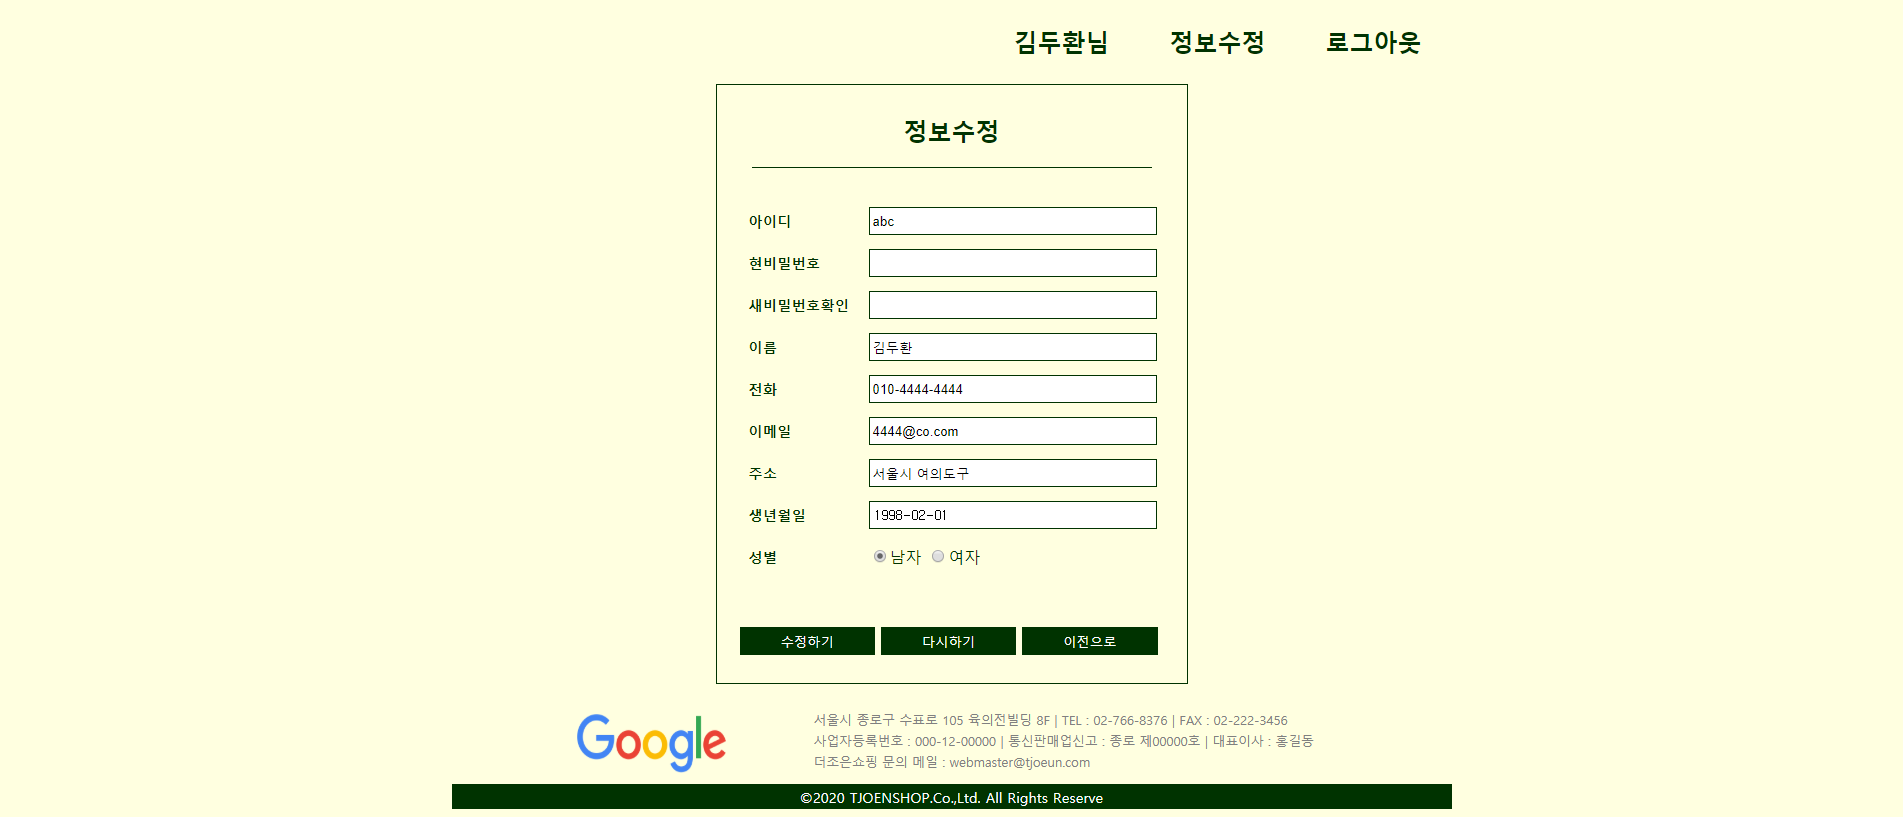 김두환님 정보수정 로그아웃
정보수정
아이디 abc
현비밀번호
새비밀번호확인
이름 김두환
전화 010-4444-4444
이메일 4444@co.com
주소 서울시 여의도구
생년월일 1998-02-01
성별 남자 여자
수정하기 다시하기 이전으로
Google
서울시 종로구 수표로 105 육의전빌딩 8F | TEL : 02-766-8376 | FAX : 02-222-3456
사업자등록번호 : 000-12-00000 | 통신판매업신고 : 종로 제00000호 | 대표이사 : 홍길동
더조은쇼핑 문의 메일 : webmaster@tjoeun.com
©2020 TJOENSHOP.Co.,Ltd. All Rights Reserve